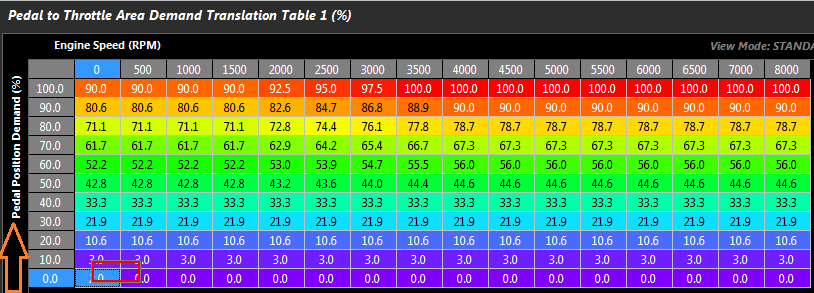 Pedal to Throttle Area Demand Translation Table 1 (%)
Engine Speed (RPM)
View Mode: STANDA
Pedal Position Demand (%)
0 500 1000 1500 2000 2500 3000 3500 4000 4500 5000 5500 6000 6500 7000 8000
100.0 90.0 90.0 90.0 90.0 92.5 95.0 97.5 100.0 100.0 100.0 100.0 100.0 100.0 100.0 100.0 100.0
90.0 80.6 80.6 80.6 80.6 82.6 84.7 86.8 88.9 90.0 90.0 90.0 90.0 90.0 90.0 90.0 90.0
80.0 71.1 71.1 71.1 71.1 72.8 74.4 76.1 77.8 78.7 78.7 78.7 78.7 78.7 78.7 78.7 78.7
70.0 61.7 61.7 61.7 61.7 62.9 64.2 65.4 66.7 67.3 67.3 67.3 67.3 67.3 67.3 67.3 67.3
60.0 52.2 52.2 52.2 52.2 53.0 53.9 54.7 55.5 56.0 56.0 56.0 56.0 56.0 56.0 56.0 56.0
50.0 42.8 42.8 42.8 42.8 43.2 43.6 44.0 44.4 44.6 44.6 44.6 44.6 44.6 44.6 44.6 44.6
40.0 33.3 33.3 33.3 33.3 33.3 33.3 33.3 33.3 33.3 33.3 33.3 33.3 33.3 33.3 33.3 33.3
30.0 21.9 21.9 21.9 21.9 21.9 21.9 21.9 21.9 21.9 21.9 21.9 21.9 21.9 21.9 21.9 21.9
20.0 10.6 10.6 10.6 10.6 10.6 10.6 10.6 10.6 10.6 10.6 10.6 10.6 10.6 10.6 10.6 10.6
10.0 3.0 3.0 3.0 3.0 3.0 3.0 3.0 3.0 3.0 3.0 3.0 3.0 3.0 3.0 3.0 3.0
0.0 0.0 0.0 0.0 0.0 0.0 0.0 0.0 0.0 0.0 0.0 0.0 0.0 0.0 0.0